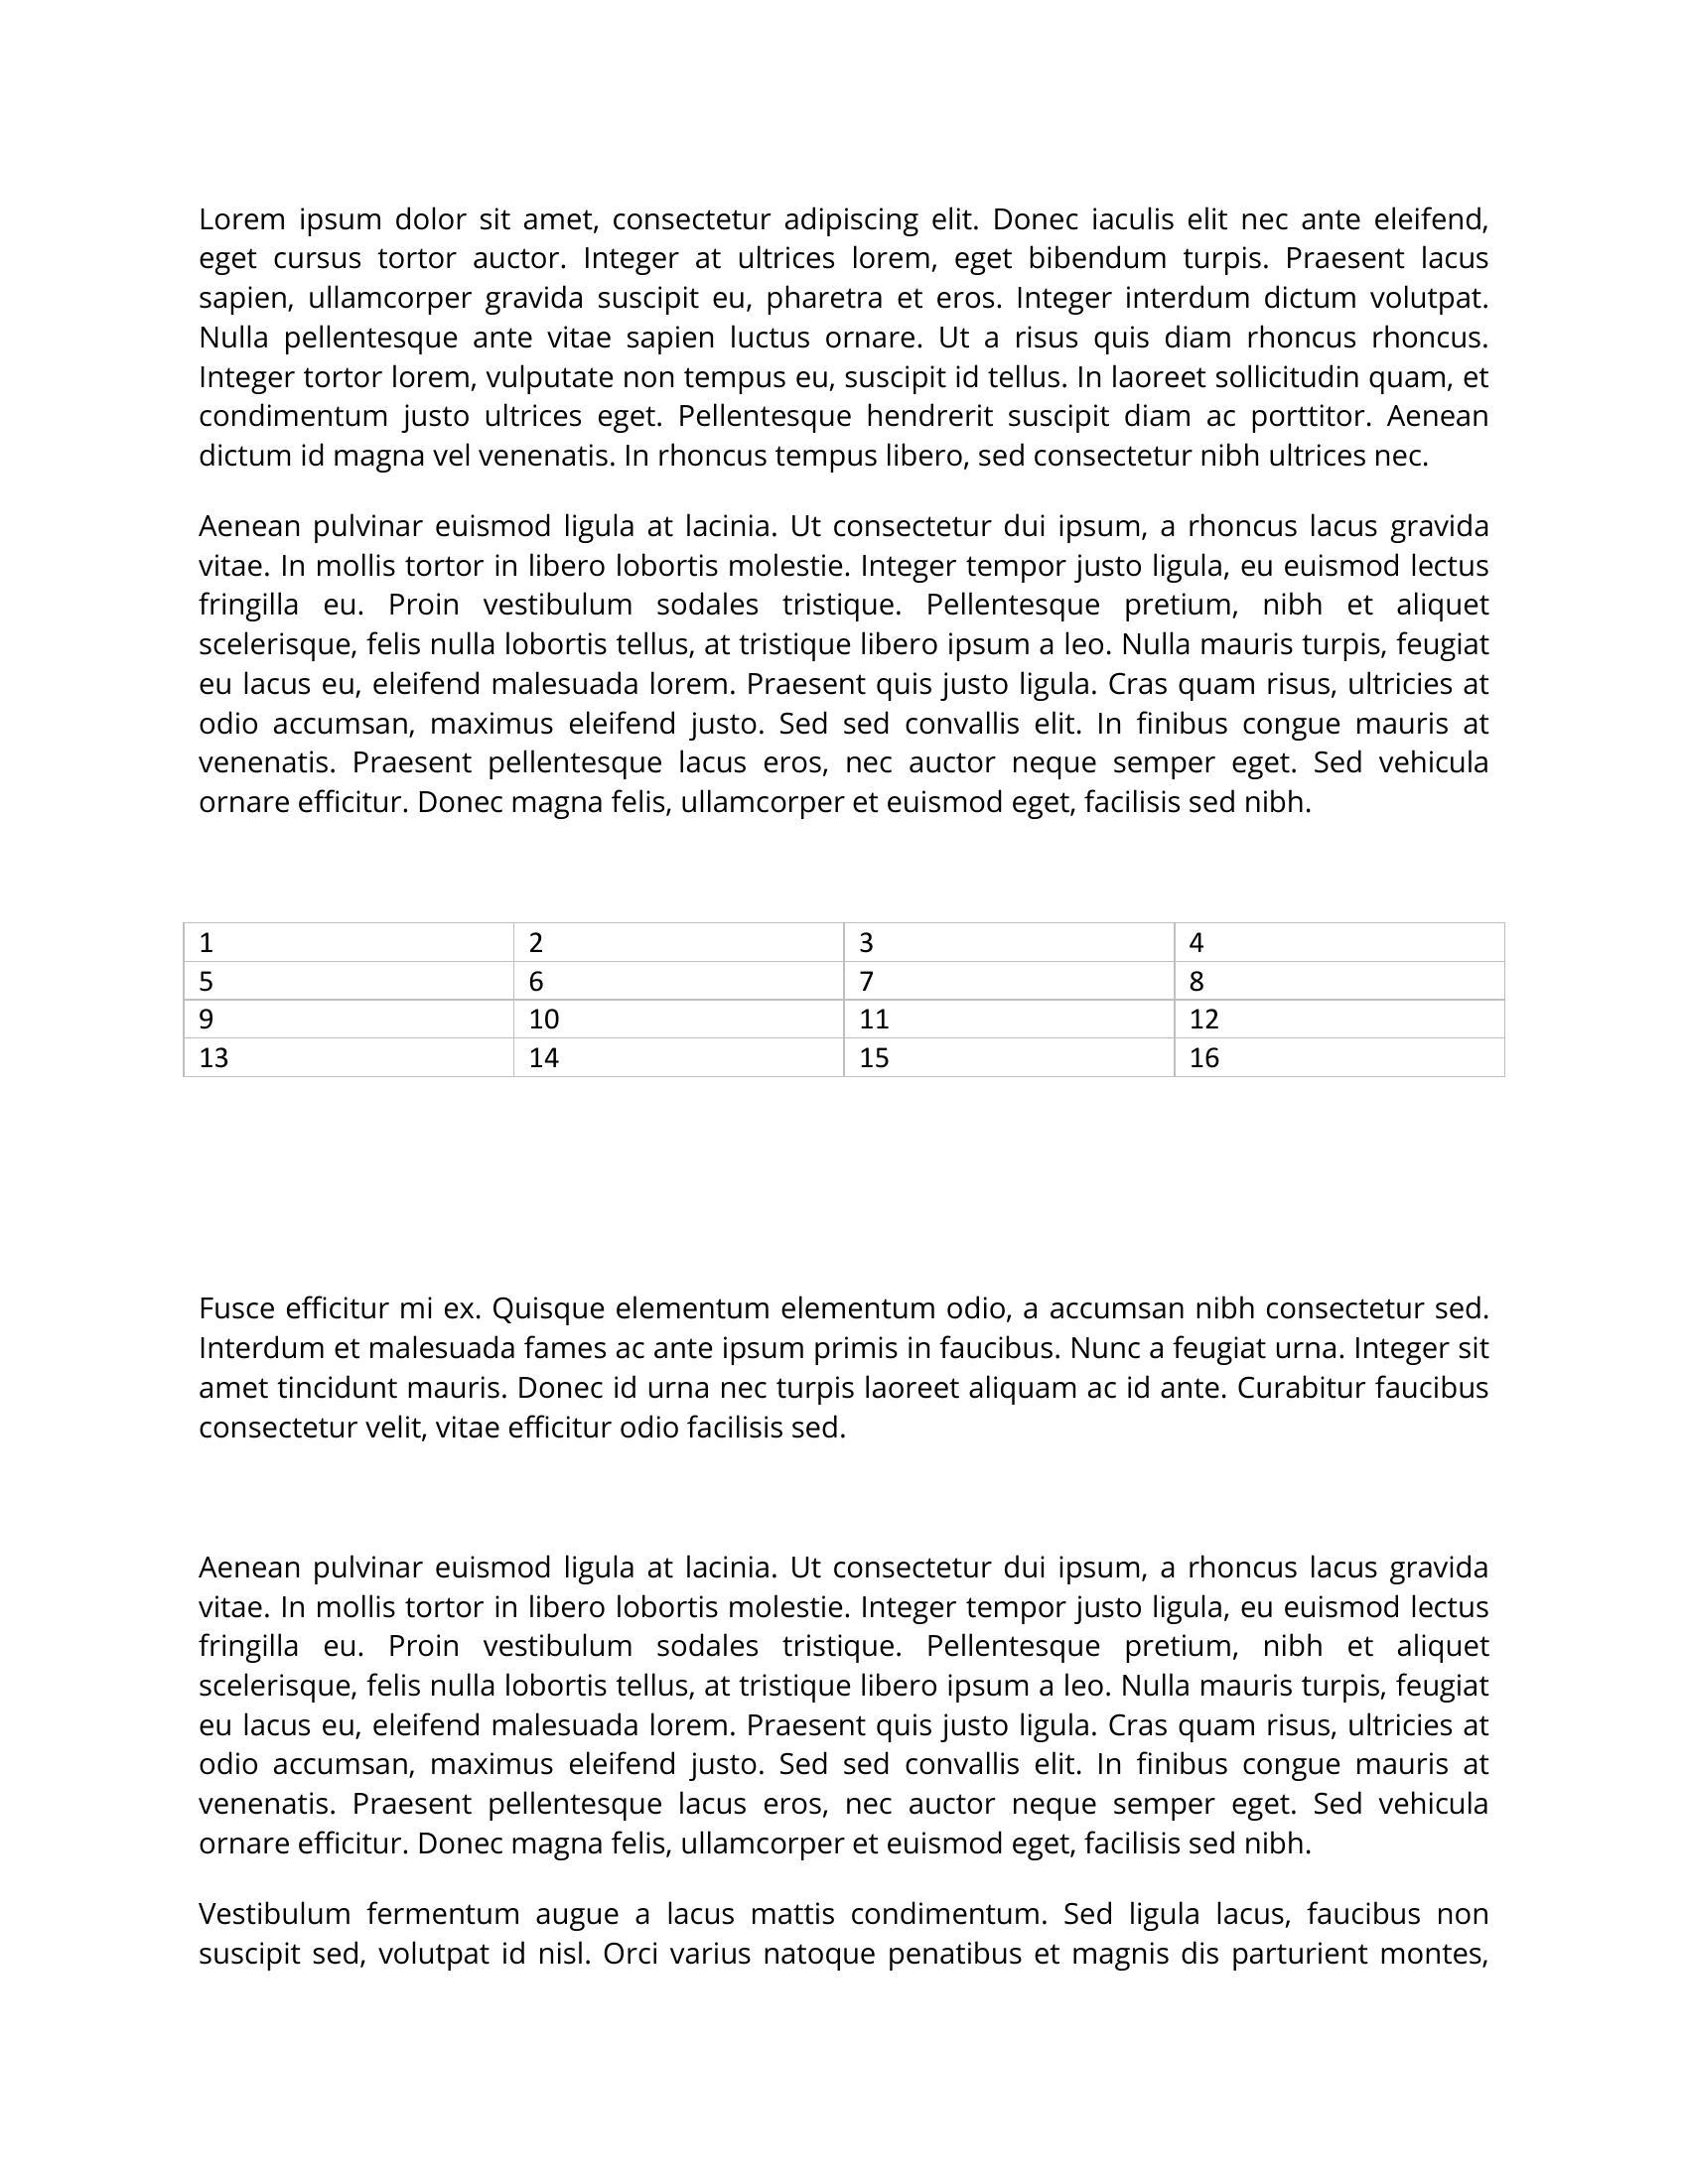 Lorem ipsum dolor sit amet, consectetur adipiscing elit. Donec iaculis elit nec ante eleifend,
eget cursus tortor auctor. Integer at ultrices lorem, eget bibendum turpis. Praesent lacus
sapien, ullamcorper gravida suscipit eu, pharetra et eros. Integer interdum dictum volutpat.
Nulla pellentesque ante vitae sapien luctus ornare. Ut a risus quis diam rhoncus rhoncus.
Integer tortor lorem, vulputate non tempus eu, suscipit id tellus. In laoreet sollicitudin quam, et
condimentum justo ultrices eget. Pellentesque hendrerit suscipit diam ac porttitor. Aenean
dictum id magna vel venenatis. In rhoncus tempus libero, sed consectetur nibh ultrices nec.
Aenean pulvinar euismod ligula at lacinia. Ut consectetur dui ipsum, a rhoncus lacus gravida
vitae. In mollis tortor in libero lobortis molestie. Integer tempor justo ligula, eu euismod lectus
fringilla eu. Proin vestibulum sodales tristique. Pellentesque pretium, nibh et aliquet
scelerisque, felis nulla lobortis tellus, at tristique libero ipsum a leo. Nulla mauris turpis, feugiat
eu lacus eu, eleifend malesuada lorem. Praesent quis justo ligula. Cras quam risus, ultricies at
odio accumsan, maximus eleifend justo. Sed sed convallis elit. In finibus congue mauris at
venenatis. Praesent pellentesque lacus eros, nec auctor neque semper eget. Sed vehicula
ornare efficitur. Donec magna felis, ullamcorper et euismod eget, facilisis sed nibh.
1 2 3 4
5 6 7 8
9 10 11 12
13 14 15 16
Fusce efficitur mi ex. Quisque elementum elementum odio, a accumsan nibh consectetur sed.
Interdum et malesuada fames ac ante ipsum primis in faucibus. Nunc a feugiat urna. Integer sit
amet tincidunt mauris. Donec id urna nec turpis laoreet aliquam ac id ante. Curabitur faucibus
consectetur velit, vitae efficitur odio facilisis sed.
Aenean pulvinar euismod ligula at lacinia. Ut consectetur dui ipsum, a rhoncus lacus gravida
vitae. In mollis tortor in libero lobortis molestie. Integer tempor justo ligula, eu euismod lectus
fringilla eu. Proin vestibulum sodales tristique. Pellentesque pretium, nibh et aliquet
scelerisque, felis nulla lobortis tellus, at tristique libero ipsum a leo. Nulla mauris turpis, feugiat
eu lacus eu, eleifend malesuada lorem. Praesent quis justo ligula. Cras quam risus, ultricies at
odio accumsan, maximus eleifend justo. Sed sed convallis elit. In finibus congue mauris at
venenatis. Praesent pellentesque lacus eros, nec auctor neque semper eget. Sed vehicula
ornare efficitur. Donec magna felis, ullamcorper et euismod eget, facilisis sed nibh.
Vestibulum fermentum augue a lacus mattis condimentum. Sed ligula lacus, faucibus non
suscipit sed, volutpat id nisl. Orci varius natoque penatibus et magnis dis parturient montes,